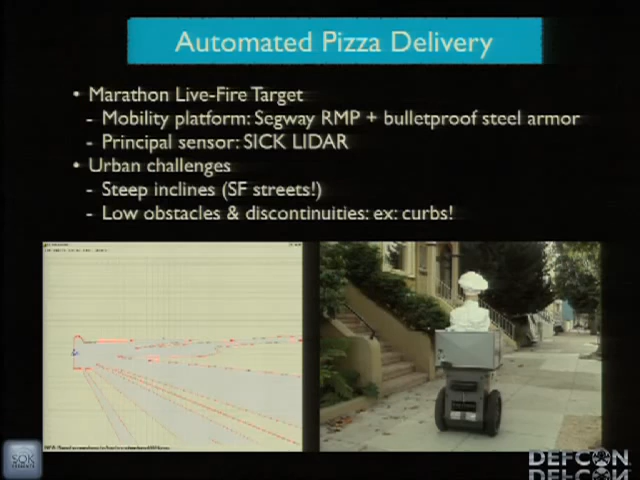 Automated Pizza Delivery
• Marathon Live-Fire Target
- Mobility platform: Segway RMP + bulletproof steel armor
- Principal sensor: SICK LIDAR
• Urban challenges
- Steep inclines (SF streets!)
- Low obstacles & discontinuities: ex: curbs!
SOK
DEFCON